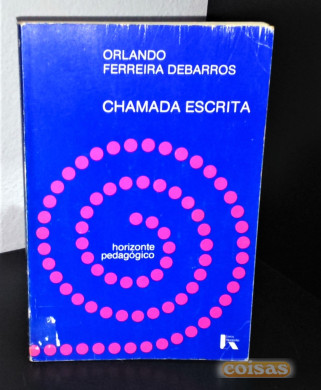 ORLANDO
FERREIRA DEBARROS
CHAMADA ESCRITA
horizonte
pedagógico
coisas